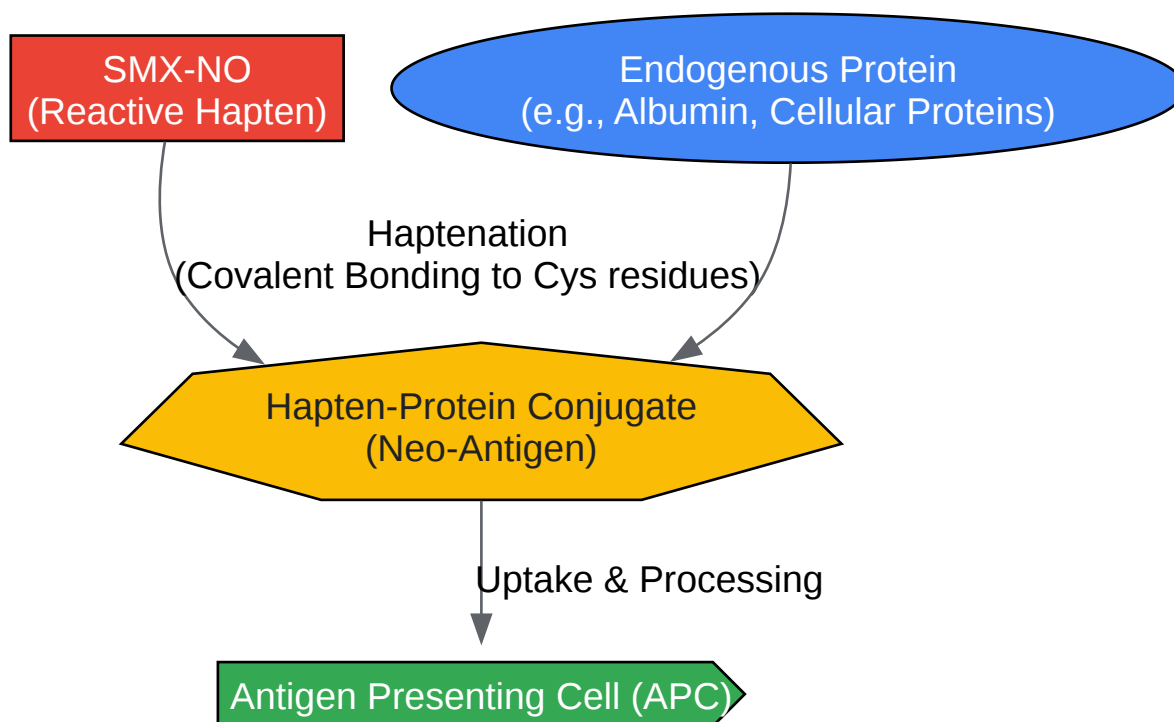 SMX-NO
(Reactive Hapten)
Endogenous Protein
(e.g., Albumin, Cellular Proteins)
Haptenation
(Covalent Bonding to Cys residues)
Hapten-Protein Conjugate
(Neo-Antigen)
Uptake & Processing
Antigen Presenting Cell (APC)